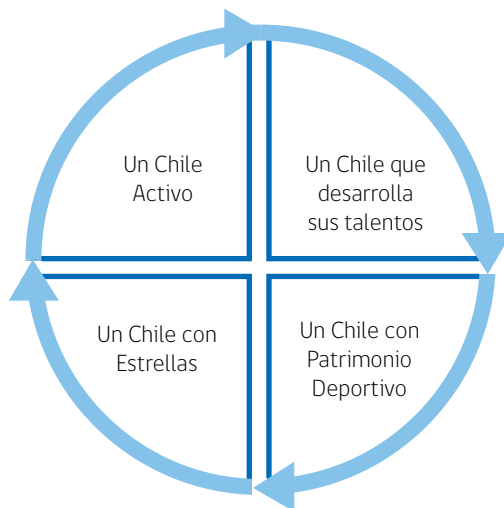 Un Chile
Activo
Un Chile que
desarrolla
sus talentos
Un Chile con
Estrellas
Un Chile con
Patrimonio
Deportivo